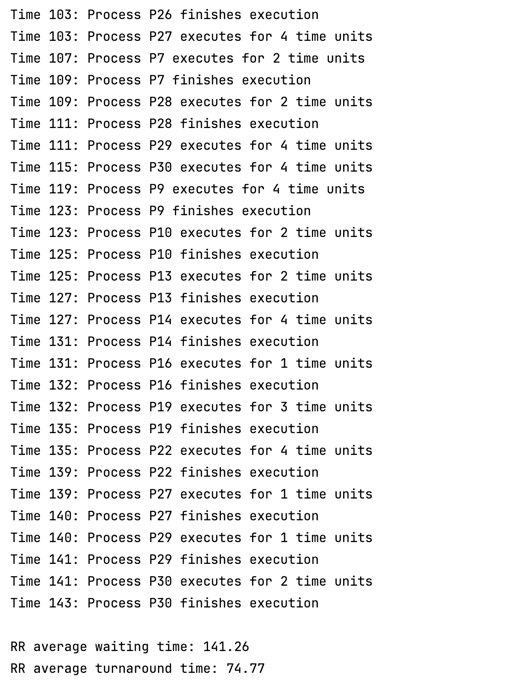 Time 103: Process P26 finishes execution
Time 103: Process P27 executes for 4 time units
Time 107: Process P7 executes for 2 time units
Time 109: Process P7 finishes execution
Time 109: Process P28 executes for 2 time units
Time 111: Process P28 finishes execution
Time 111: Process P29 executes for 4 time units
Time 115: Process P30 executes for 4 time units
Time 119: Process P9 executes for 4 time units
Time 123: Process P9 finishes execution
Time 123: Process P10 executes for 2 time units
Time 125: Process P10 finishes execution
Time 125: Process P13 executes for 2 time units
Time 127: Process P13 finishes execution
Time 127: Process P14 executes for 4 time units
Time 131: Process P14 finishes execution
Time 131: Process P16 executes for 1 time units
Time 132: Process P16 finishes execution
Time 132: Process P19 executes for 3 time units
Time 135: Process P19 finishes execution
Time 135: Process P22 executes for 4 time units
Time 139: Process P22 finishes execution
Time 139: Process P27 executes for 1 time units
Time 140: Process P27 finishes execution
Time 140: Process P29 executes for 1 time units
Time 141: Process P29 finishes execution
Time 141: Process P30 executes for 2 time units
Time 143: Process P30 finishes execution
RR average waiting time: 141.26
RR average turnaround time: 74.77